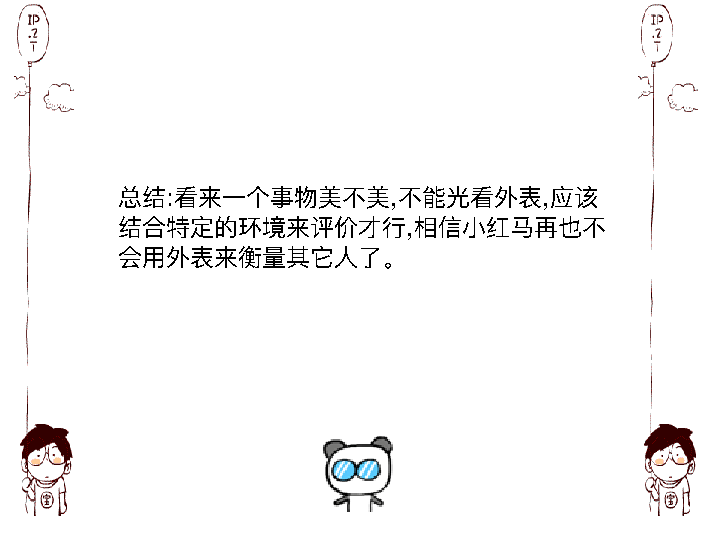 总结:看来一个事物美不美,不能光看外表,应该
结合特定的环境来评价才行,相信小红马再也不
会用外表来衡量其它人了。